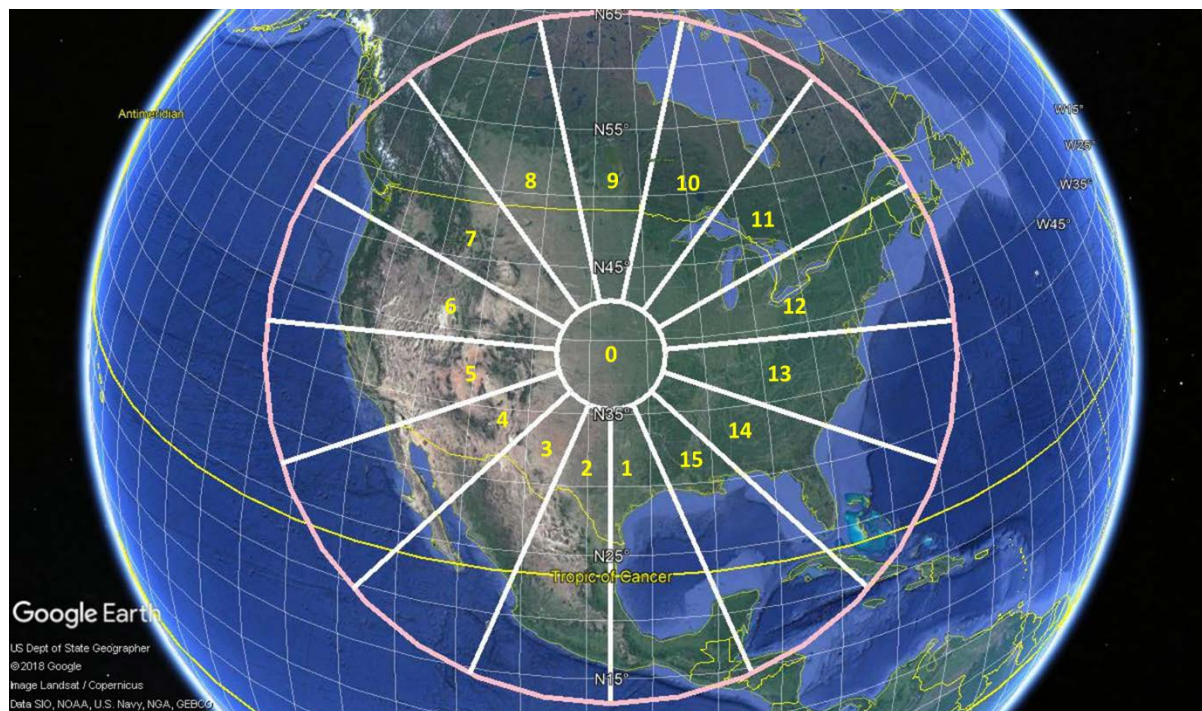 N65°
Antimeridian
W15°
N55°
W25°
8
9
10
W35°
11
W45°
7
N45°
6
12
0
5
13
N35°
4
14
3
15
2
1
N25°
Tropic of Cancer
Google Earth
US Dept of State Geographer
©2018 Google
Image Landsat / Copernicus
N15°
Data SIO, NOAA, U.S. Navy, NGA, GEBCO